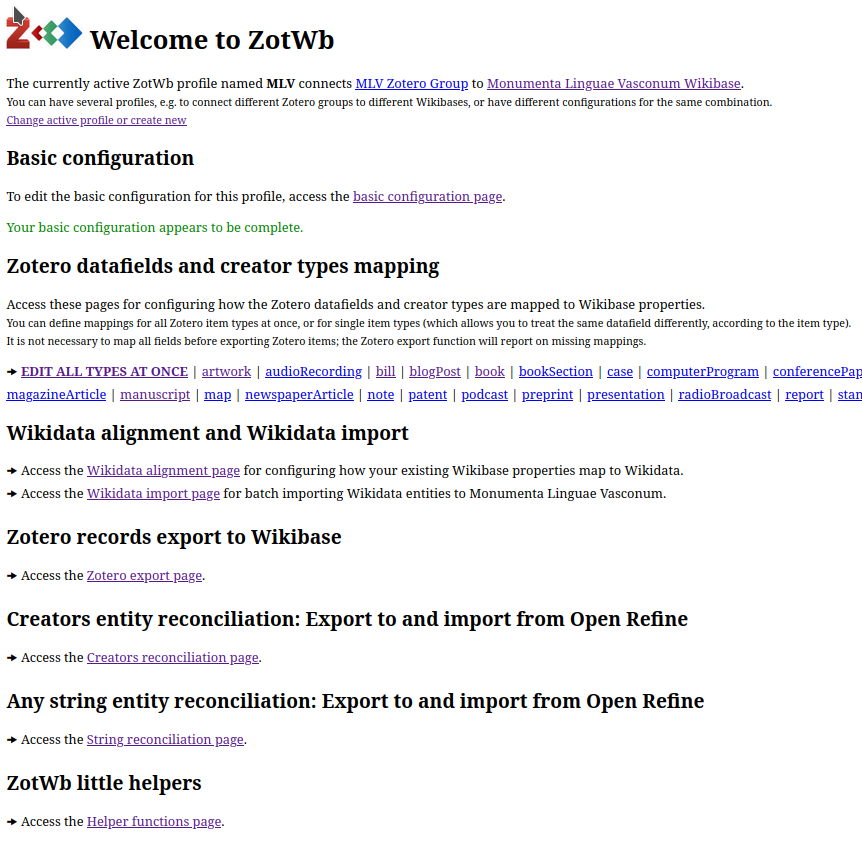 Welcome to ZotWb
The currently active ZotWb profile named MLV connects MLV Zotero Group to Monumenta Linguae Vasconum Wikibase.
You can have several profiles, e.g. to connect different Zotero groups to different Wikibases, or have different configurations for the same combination.
Change active profile or create new
Basic configuration
To edit the basic configuration for this profile, access the basic configuration page.
Your basic configuration appears to be complete.
Zotero datafields and creator types mapping
Access these pages for configuring how the Zotero datafields and creator types are mapped to Wikibase properties.
You can define mappings for all Zotero item types at once, or for single item types (which allows you to treat the same datafield differently, according to the item type).
It is not necessary to map all fields before exporting Zotero items; the Zotero export function will report on missing mappings.
➜ EDIT ALL TYPES AT ONCE | artwork | audioRecording | bill | blogPost | book | bookSection | case | computerProgram | conferencePap
magazineArticle | manuscript | map | newspaperArticle | note | patent | podcast | preprint | presentation | radioBroadcast | report | stan
Wikidata alignment and Wikidata import
➜ Access the Wikidata alignment page for configuring how your existing Wikibase properties map to Wikidata.
➜ Access the Wikidata import page for batch importing Wikidata entities to Monumenta Linguae Vasconum.
Zotero records export to Wikibase
➜ Access the Zotero export page.
Creators entity reconciliation: Export to and import from Open Refine
➜ Access the Creators reconciliation page.
Any string entity reconciliation: Export to and import from Open Refine
➜ Access the String reconciliation page.
ZotWb little helpers
➜ Access the Helper functions page.